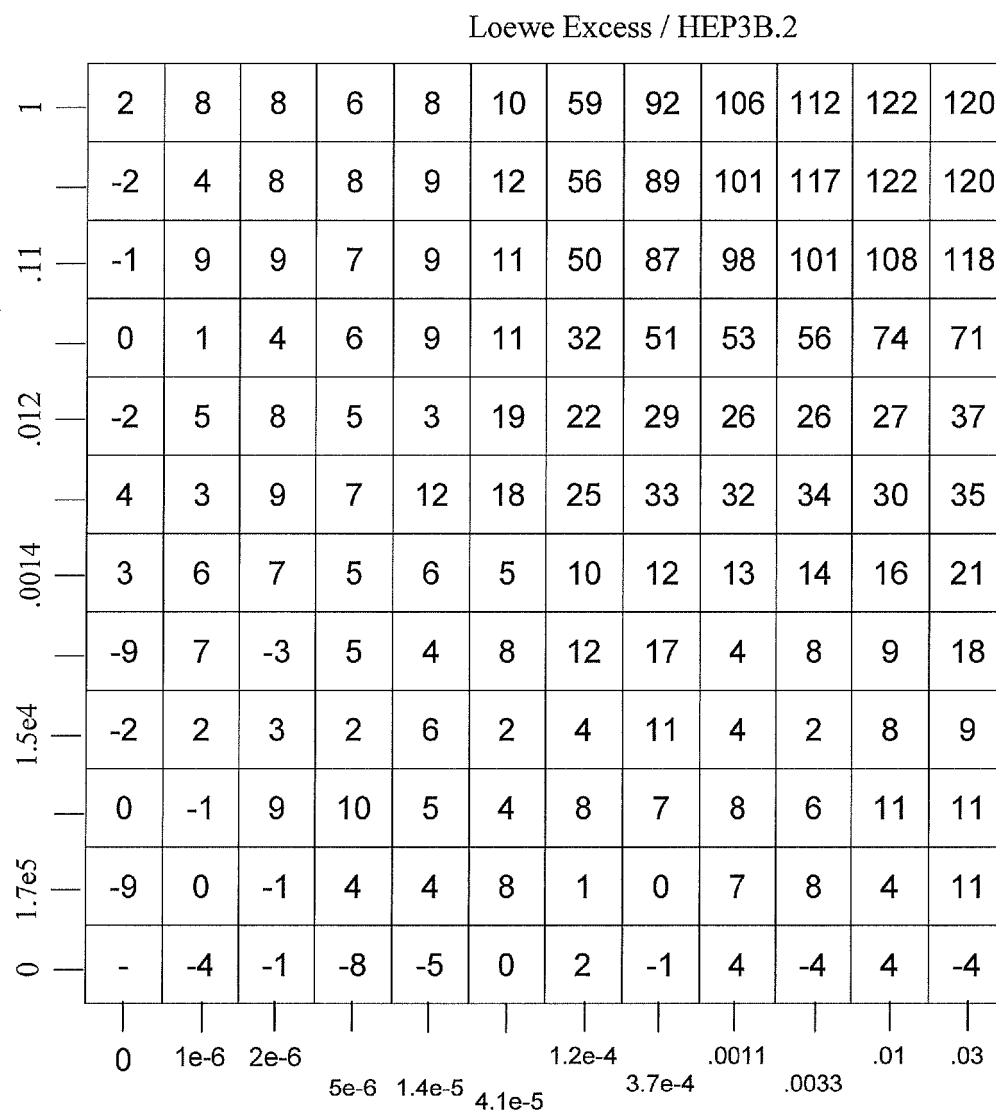 Loewe Excess / HEP3B.2
1 2 8 8 6 8 10 59 92 106 112 122 120
-2 4 8 8 9 12 56 89 101 117 122 120
.11 -1 9 9 7 9 11 50 87 98 101 108 118
0 1 4 6 9 11 32 51 53 56 74 71
.012 -2 5 8 5 3 19 22 29 26 26 27 37
4 3 9 7 12 18 25 33 32 34 30 35
.0014 3 6 7 5 6 5 10 12 13 14 16 21
-9 7 -3 5 4 8 12 17 4 8 9 18
1.5e4 -2 2 3 2 6 2 4 11 4 2 8 9
0 -1 9 10 5 4 8 7 8 6 11 11
1.7e5 -9 0 -1 4 4 8 1 0 7 8 4 11
0 - -4 -1 -8 -5 0 2 -1 4 -4 4 -4
0 1e-6 2e-6 1.2e-4 .0011 .01 .03
5e-6 1.4e-5 4.1e-5 3.7e-4 .0033